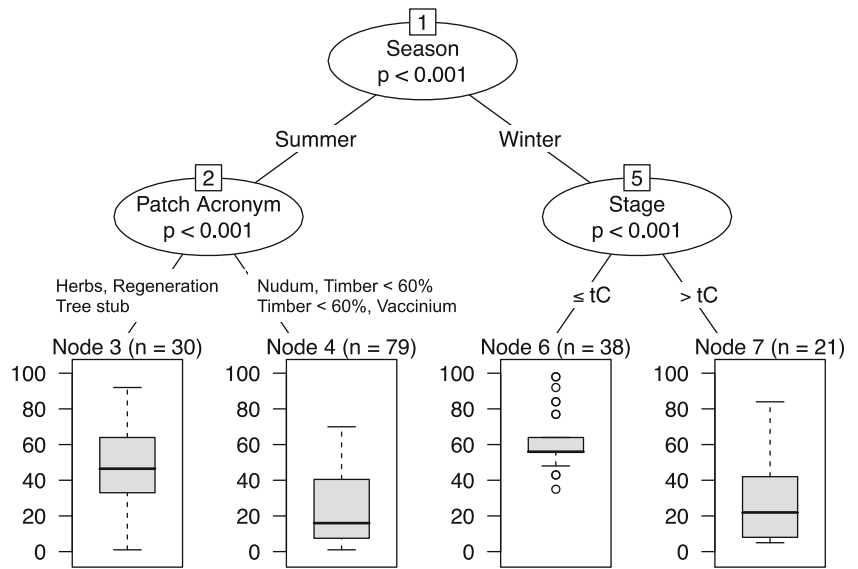 1
Season
p < 0.001
Summer
Winter
2
Patch Acronym
p < 0.001
5
Stage
p < 0.001
Herbs, Regeneration
Tree stub
Nudum, Timber < 60%
Timber < 60%, Vaccinium
≤ tC
> tC
Node 3 (n = 30)
100
80
60
40
20
0
Node 4 (n = 79)
100
80
60
40
20
0
Node 6 (n = 38)
100
80
60
40
20
0
Node 7 (n = 21)
100
80
60
40
20
0